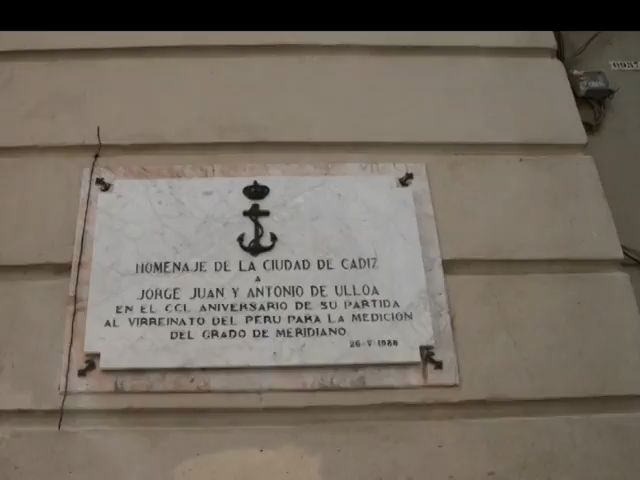 HOMENAJE DE LA CIUDAD DE CADIZ
A
JORGE JUAN Y ANTONIO DE ULLOA
EN EL CCL ANIVERSARIO DE SU PARTIDA
AL VIRREINATO DEL PERU PARA LA MEDICION
DEL GRADO DE MERIDIANO.
26-V-1988